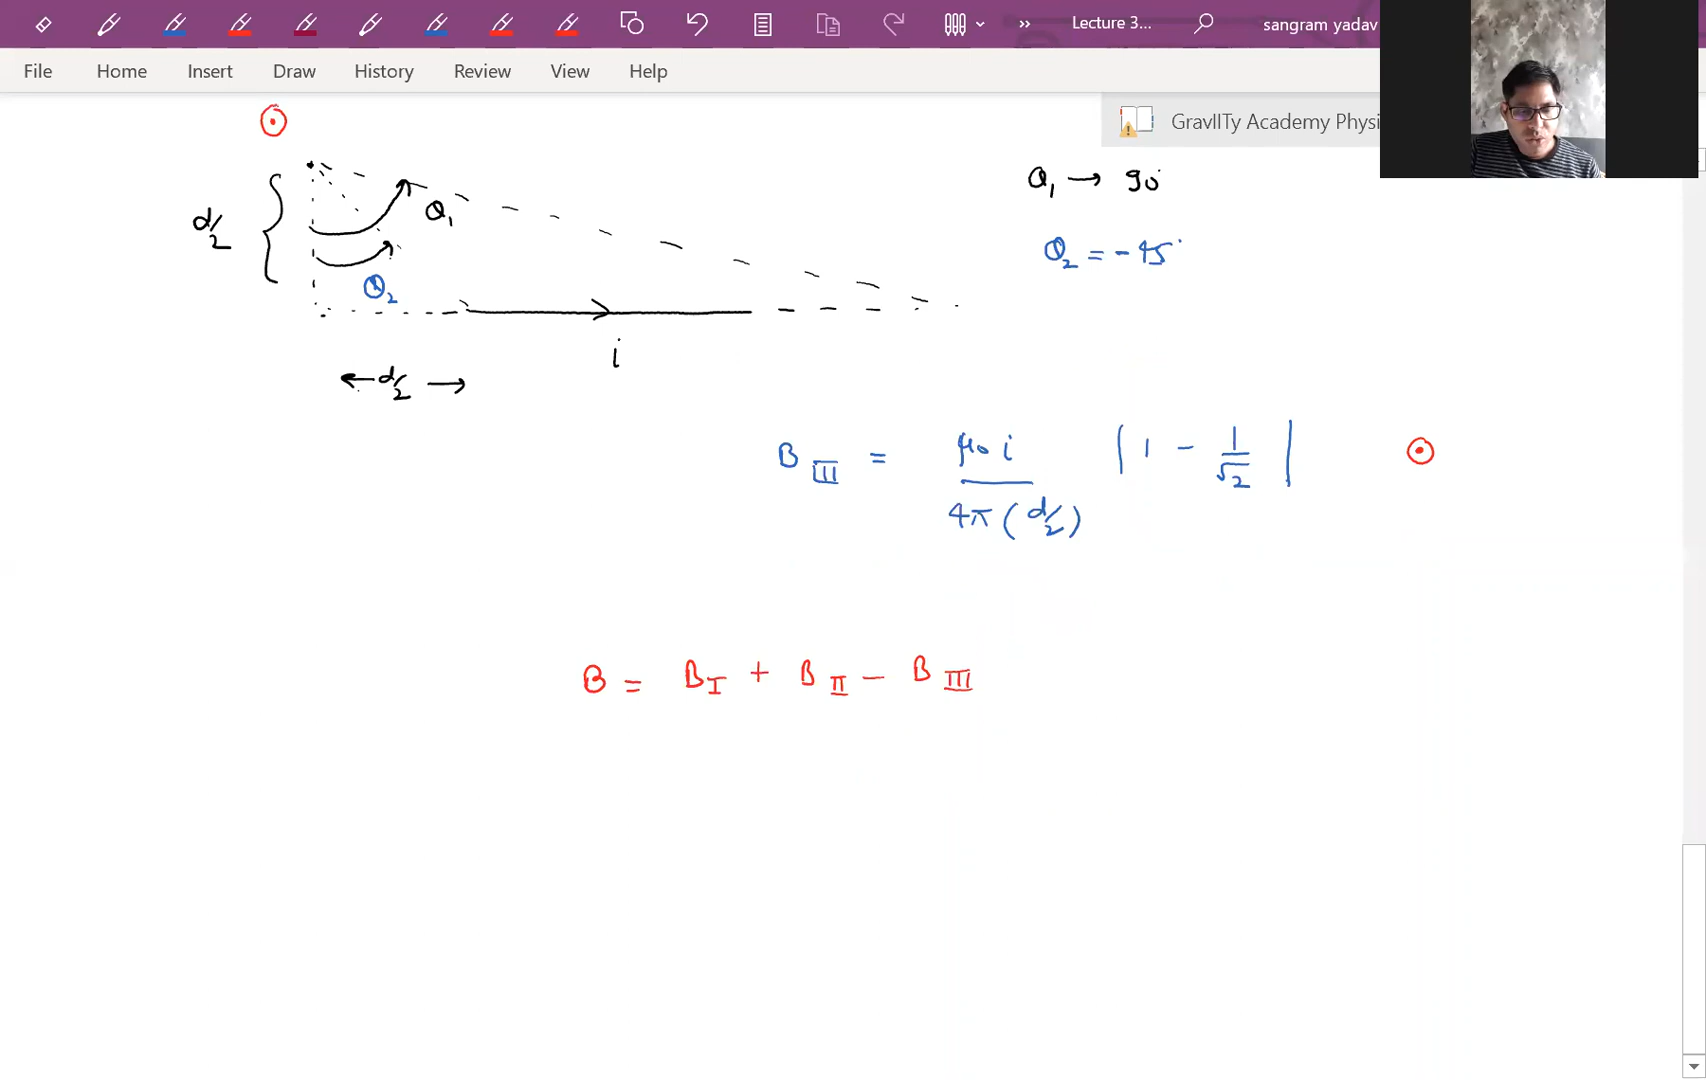 Lecture 3...
sangram yadav
File Home Insert Draw History Review View Help
GravIITy Academy Physi
d/2
θ₁
θ₂
θ₁ → 90°
θ₂ = -45°
i
← d/2 →
B_III = μ₀ i / 4π (d/2) | 1 - 1/√2 |
B = B_I + B_II - B_III